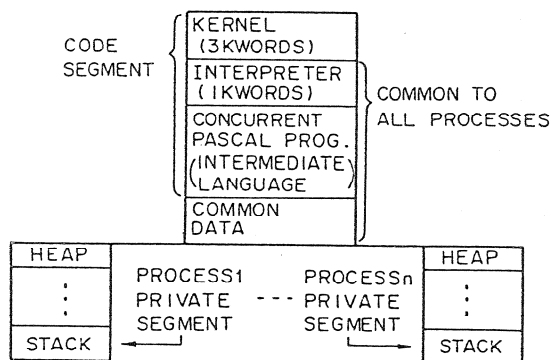 CODE
SEGMENT
KERNEL
(3KWORDS)
INTERPRETER
(1KWORDS)
CONCURRENT
PASCAL PROG.
(INTERMEDIATE
LANGUAGE)
COMMON
DATA
COMMON TO
ALL PROCESSES
HEAP
⋮
STACK
PROCESS1
PRIVATE
SEGMENT
---
PROCESSn
PRIVATE
SEGMENT
HEAP
⋮
STACK